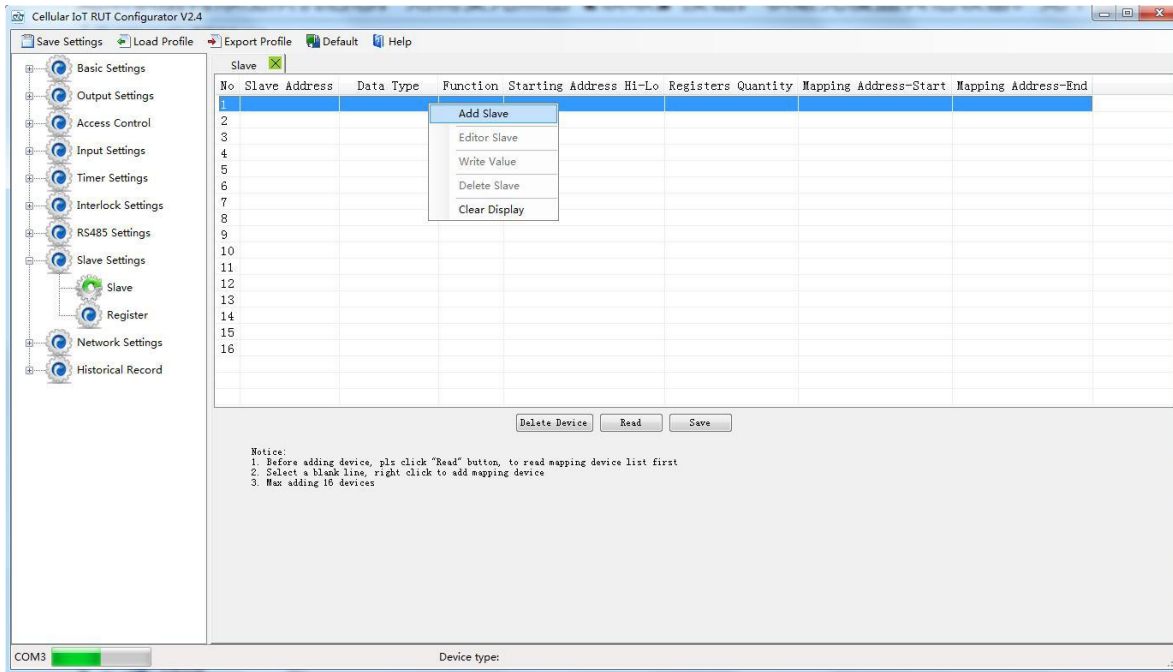 Cellular IoT RUT Configurator V2.4
Save Settings Load Profile Export Profile Default Help
Basic Settings
Output Settings
Access Control
Input Settings
Timer Settings
Interlock Settings
RS485 Settings
Slave Settings
Slave
Register
Network Settings
Historical Record
Slave
No Slave Address Data Type Function Starting Address Hi-Lo Registers Quantity Mapping Address-Start Mapping Address-End
1
2
3
4
5
6
7
8
9
10
11
12
13
14
15
16
Add Slave
Editor Slave
Write Value
Delete Slave
Clear Display
Delete Device Read Save
Notice:
1. Before adding device, pls click "Read" button, to read mapping device list first
2. Select a blank line, right click to add mapping device
3. Max adding 16 devices
COM3 Device type: